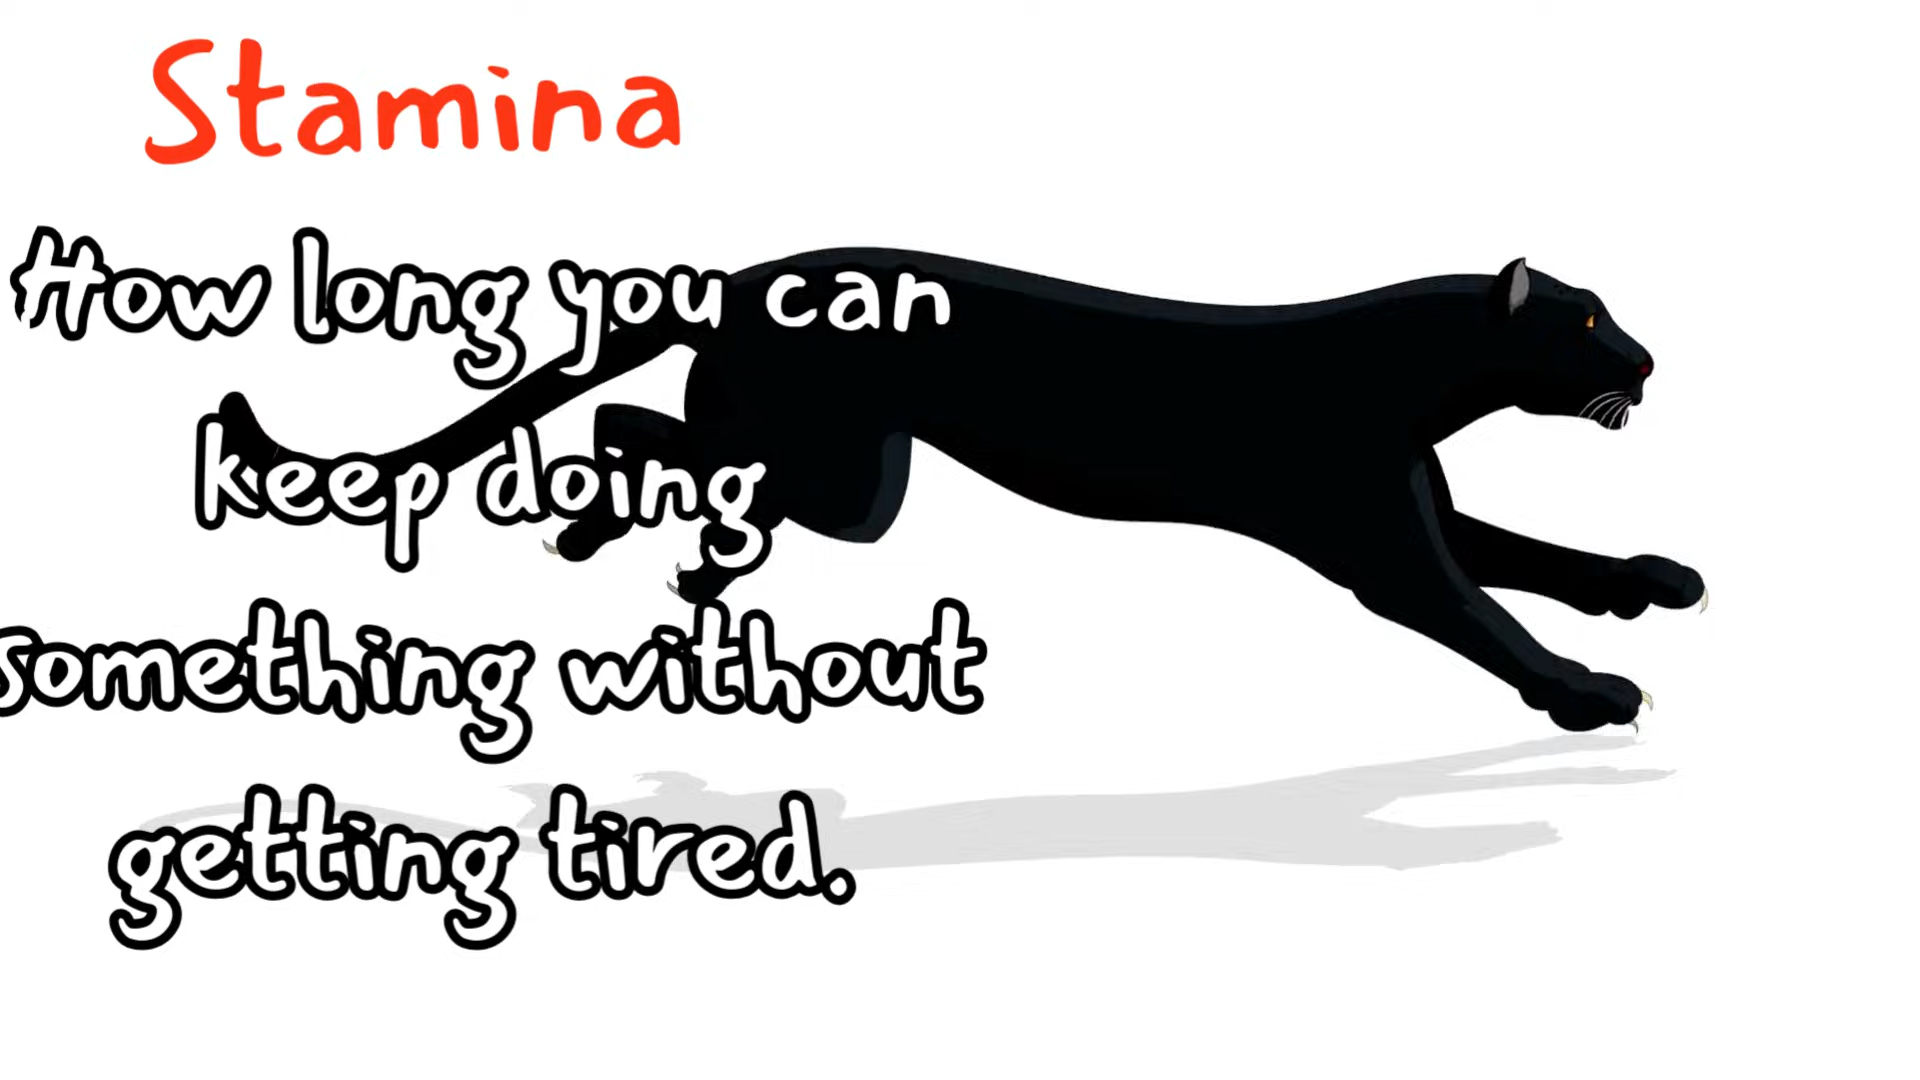 Stamina
How long you can
keep doing
something without
getting tired.